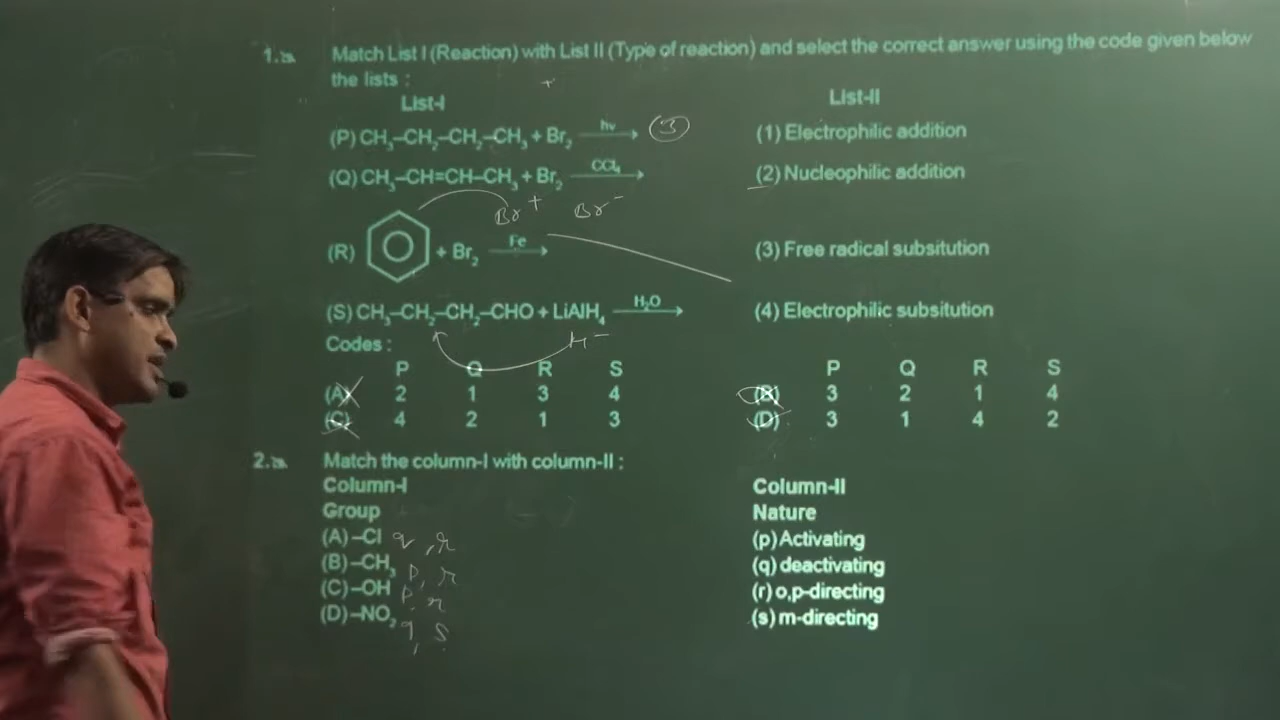 1. Match List I (Reaction) with List II (Type of reaction) and select the correct answer using the code given below
the lists :
+
List-I List-II
(P) CH₃–CH₂–CH₂–CH₃ + Br₂ hν → 3 (1) Electrophilic addition
(Q) CH₃–CH=CH–CH₃ + Br₂ CCl₄ → (2) Nucleophilic addition
Br⁺ Br⁻
(R) + Br₂ Fe → (3) Free radical subsitution
(S) CH₃–CH₂–CH₂–CHO + LiAlH₄ H₂O → (4) Electrophilic subsitution
H⁻
Codes :
P Q R S P Q R S
(A) 2 1 3 4 (B) 3 2 1 4
(C) 4 2 1 3 (D) 3 1 4 2
2. Match the column-I with column-II :
Column-I Column-II
Group Nature
(A) –Cl q, r (p) Activating
(B) –CH₃ p, r (q) deactivating
(C) –OH p, r (r) o,p-directing
(D) –NO₂ q, s (s) m-directing